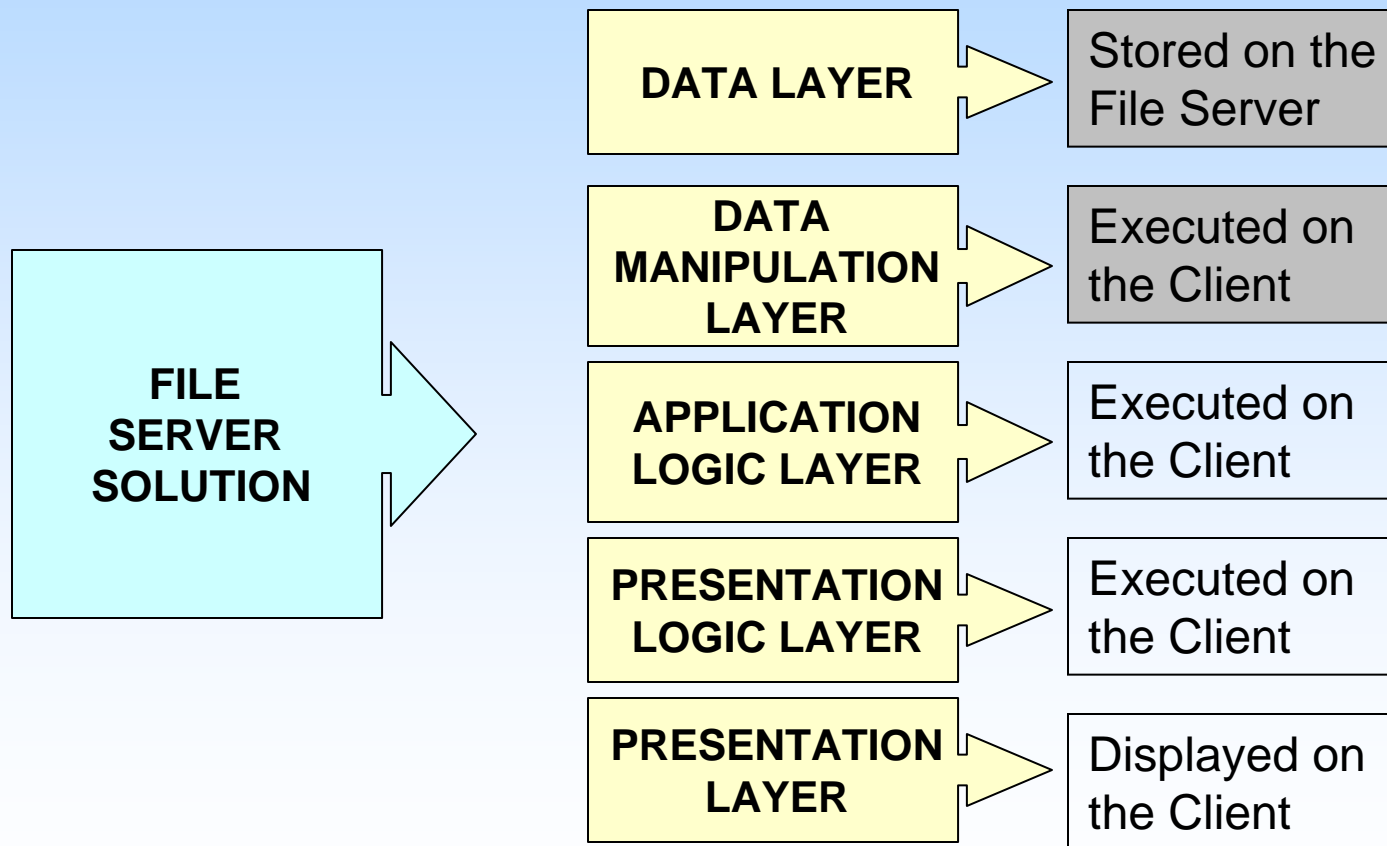 FILE
SERVER
SOLUTION
DATA LAYER
Stored on the
File Server
DATA
MANIPULATION
LAYER
Executed on
the Client
APPLICATION
LOGIC LAYER
Executed on
the Client
PRESENTATION
LOGIC LAYER
Executed on
the Client
PRESENTATION
LAYER
Displayed on
the Client